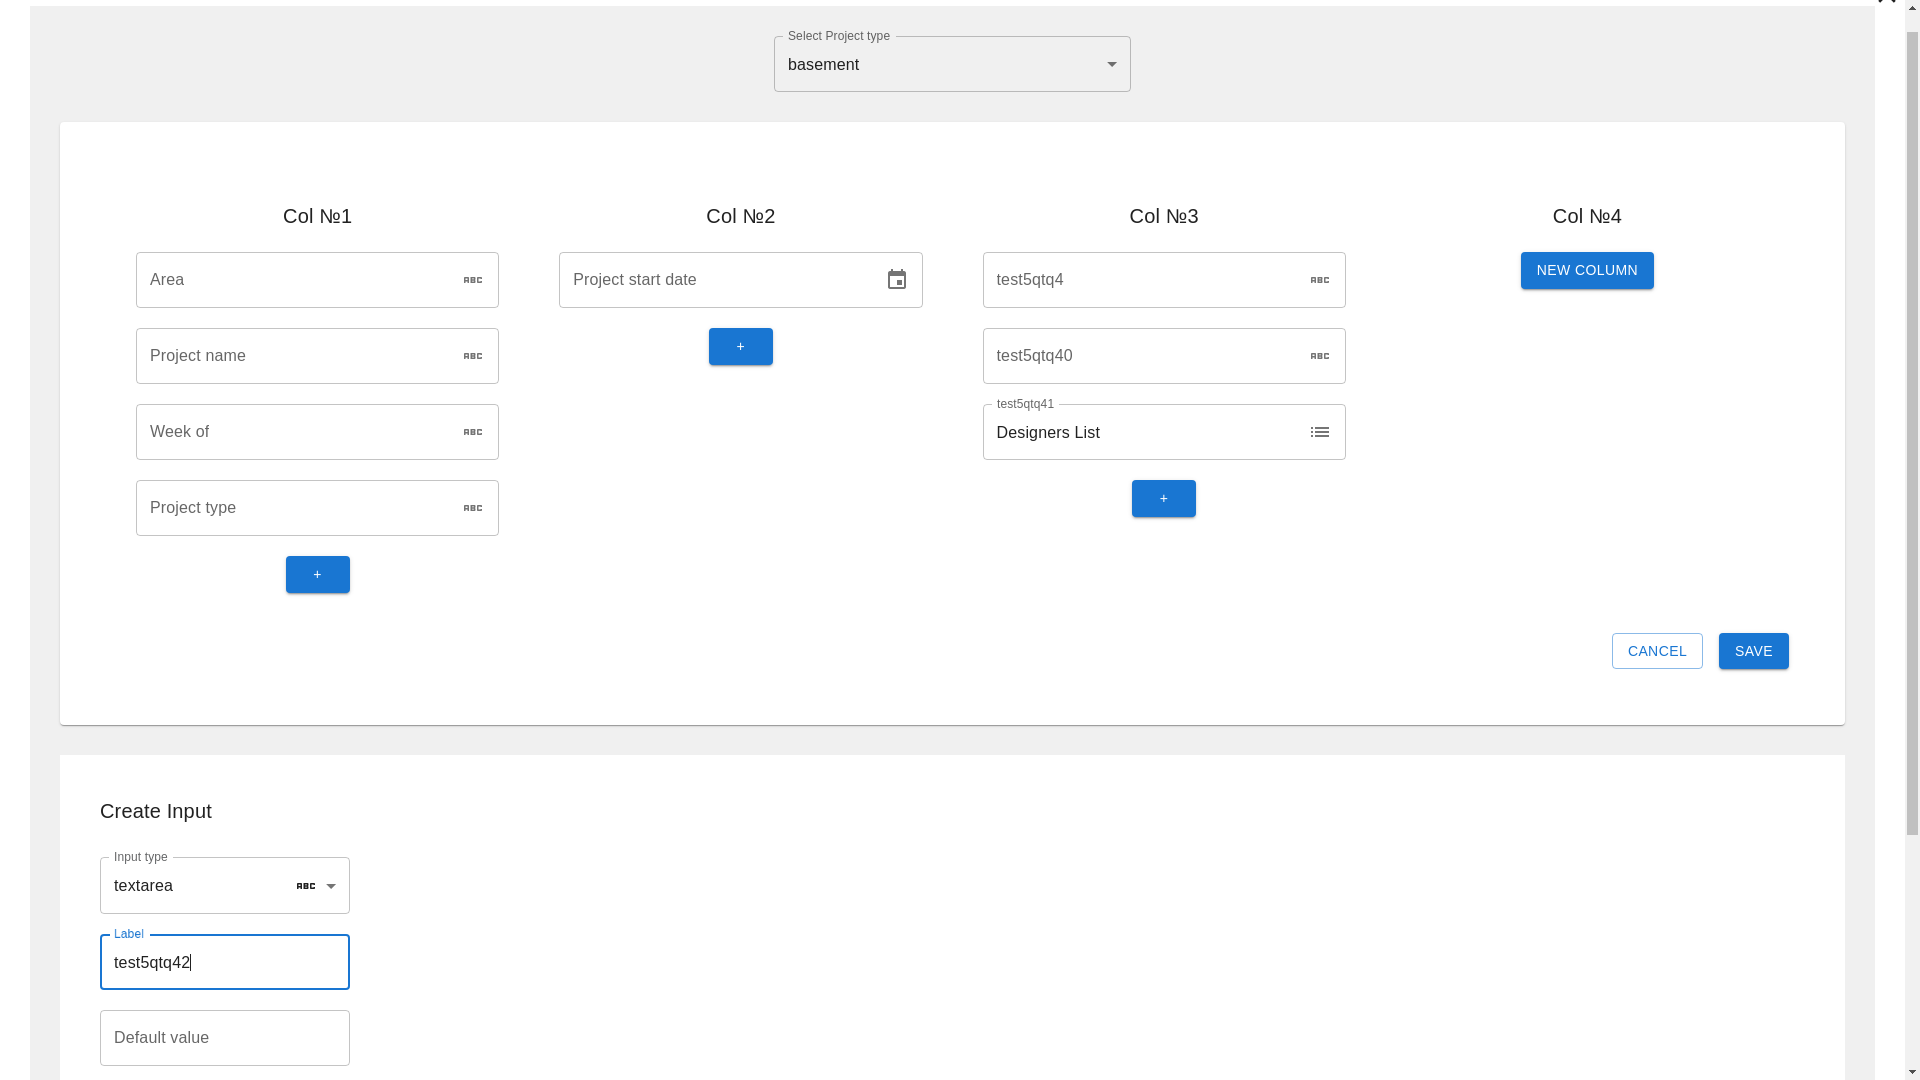 Select Project type
basement
Col №1
Col №2
Col №3
Col №4
Area
ABC
Project start date
test5qtq4
ABC
NEW COLUMN
Project name
ABC
+
test5qtq40
ABC
Week of
ABC
test5qtq41
Designers List
Project type
ABC
+
+
CANCEL
SAVE
Create Input
Input type
textarea
ABC
Label
test5qtq42
Default value